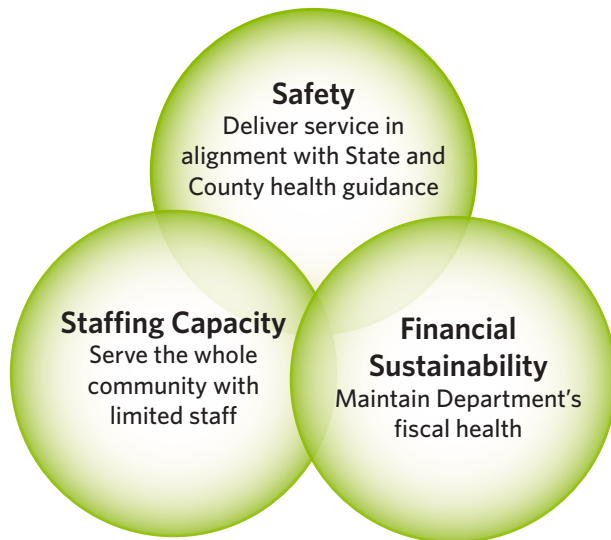 Safety
Deliver service in
alignment with State and
County health guidance
Staffing Capacity
Serve the whole
community with
limited staff
Financial
Sustainability
Maintain Department’s
fiscal health